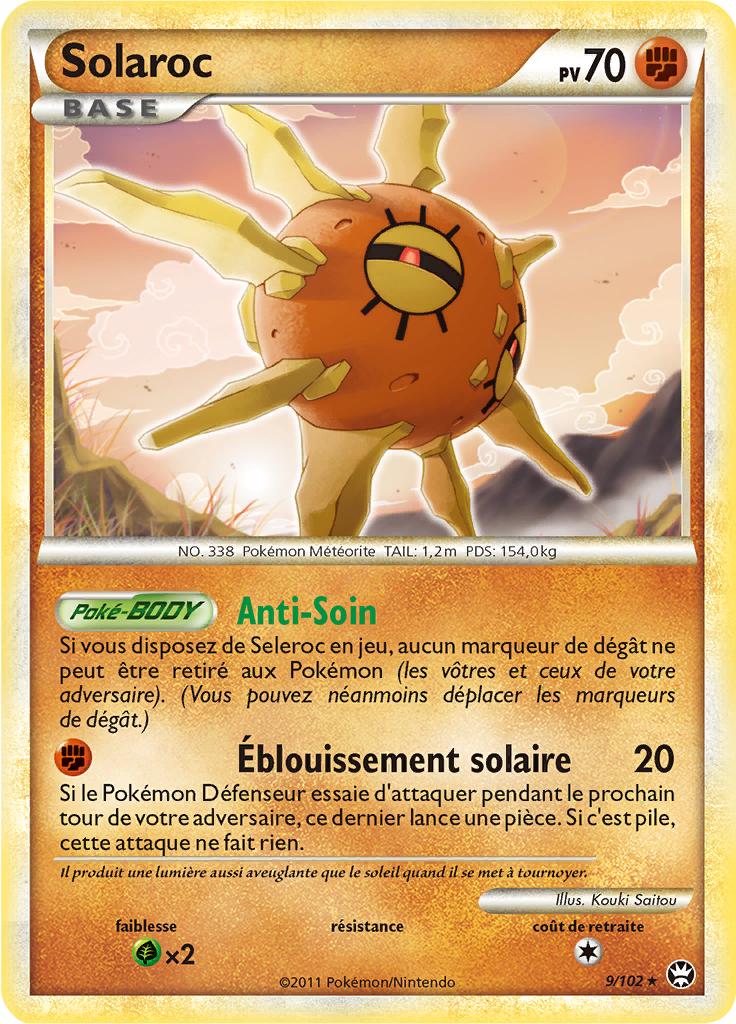 Solaroc
PV 70
BASE
NO. 338 Pokémon Météorite TAIL: 1,2m PDS: 154,0kg
Poké-BODY Anti-Soin
Si vous disposez de Seleroc en jeu, aucun marqueur de dégât ne
peut être retiré aux Pokémon (les vôtres et ceux de votre
adversaire). (Vous pouvez néanmoins déplacer les marqueurs
de dégât.)
Éblouissement solaire 20
Si le Pokémon Défenseur essaie d'attaquer pendant le prochain
tour de votre adversaire, ce dernier lance une pièce. Si c'est pile,
cette attaque ne fait rien.
Il produit une lumière aussi aveuglante que le soleil quand il se met à tournoyer.
Illus. Kouki Saitou
faiblesse résistance coût de retraite
×2
©2011 Pokémon/Nintendo
9/102 ★